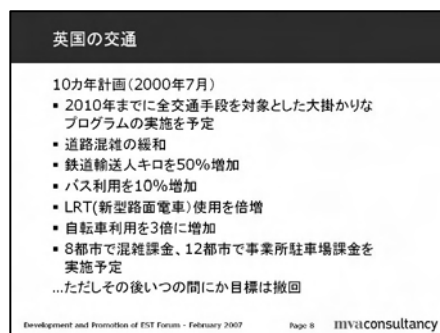 英国の交通
10カ年計画(2000年7月)
▪ 2010年までに全交通手段を対象とした大掛かりな
プログラムの実施を予定
▪ 道路混雑の緩和
▪ 鉄道輸送人キロを50%増加
▪ バス利用を10%増加
▪ LRT(新型路面電車)使用を倍増
▪ 自転車利用を3倍に増加
▪ 8都市で混雑課金、12都市で事業所駐車場課金を
実施予定
…ただしその後いつの間にか目標は撤回
Development and Promotion of EST Forum - February 2007 Page 8 mvaconsultancy